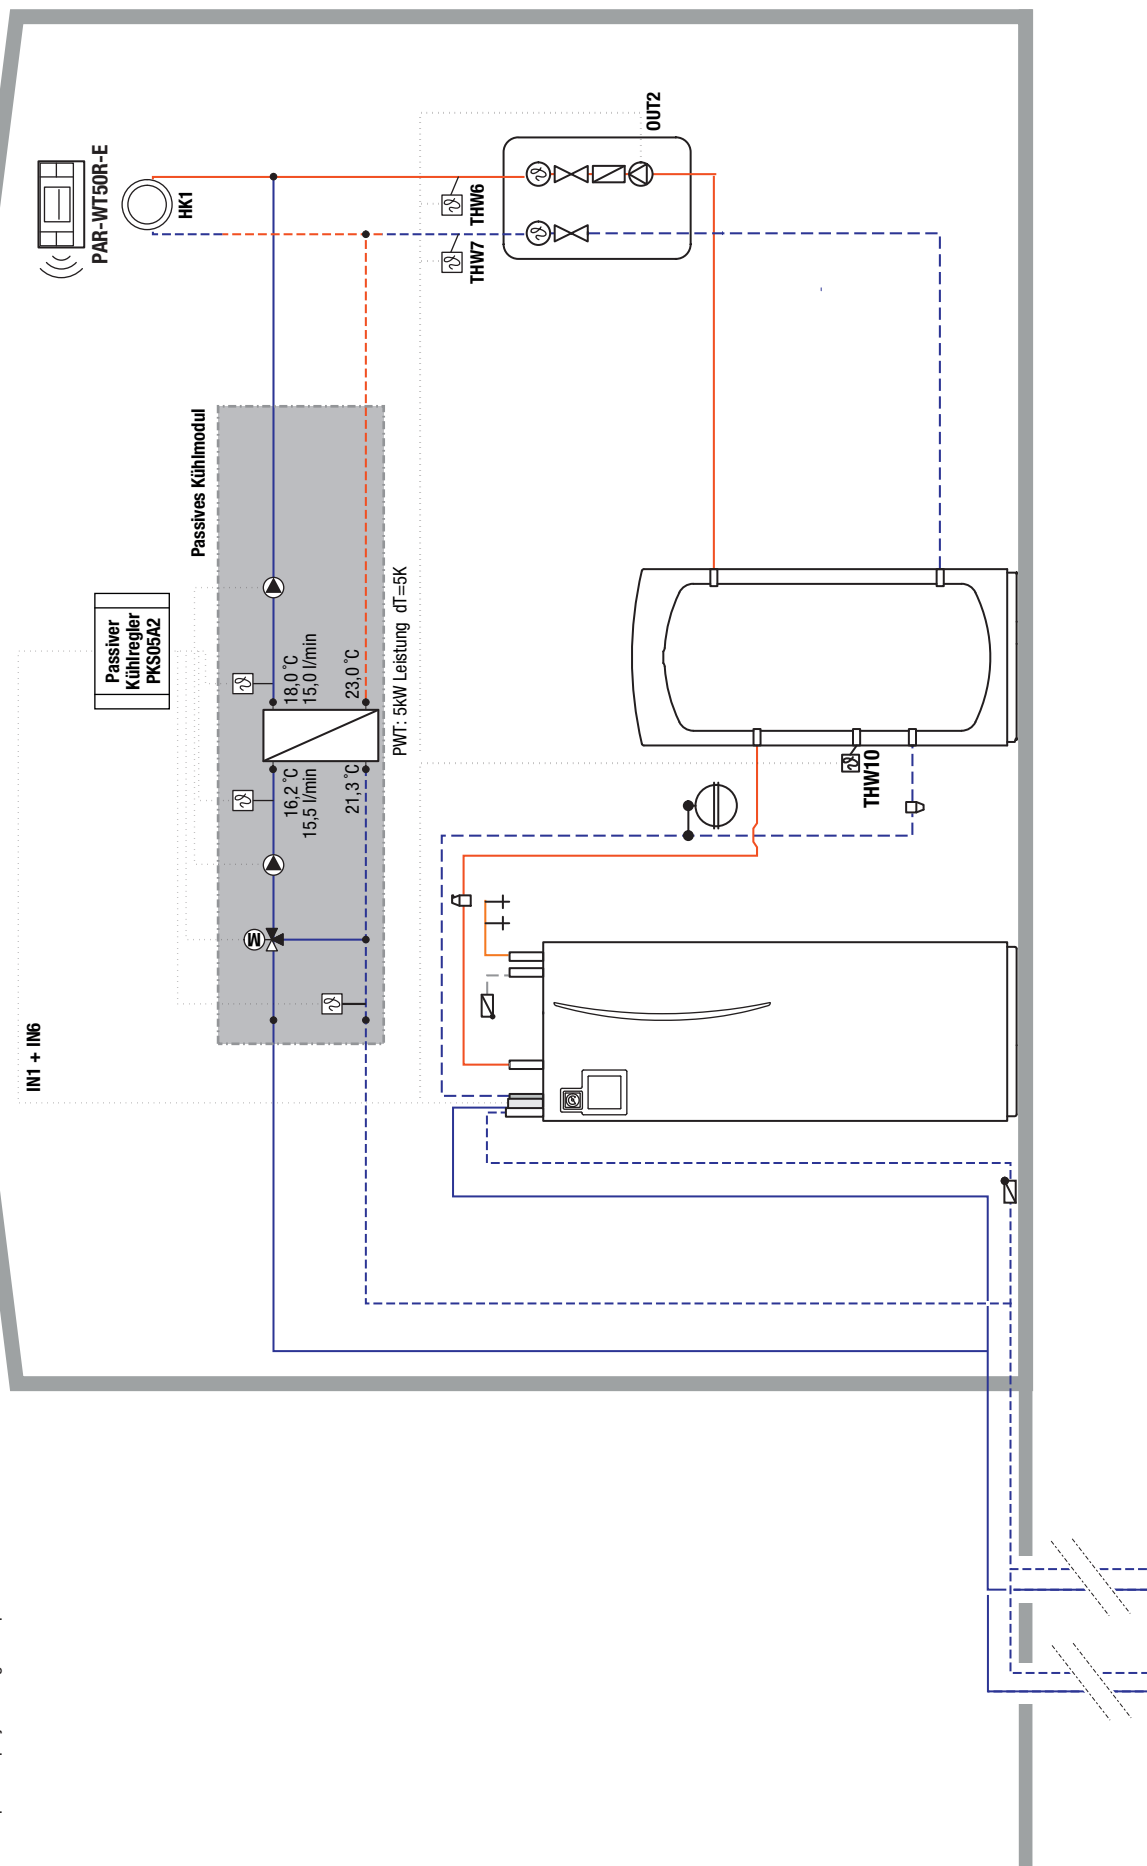 PAR-WT50R-E
HK1
OUT2
THW6
THW7
Passives Kühlmodul
Passiver
Kühlregler
PKS05A2
18,0 °C
15,0 l/min
23,0 °C
16,2 °C
15,5 l/min
21,3 °C
PWT: 5kW Leistung dT=5K
M
THW10
IN1 + IN6